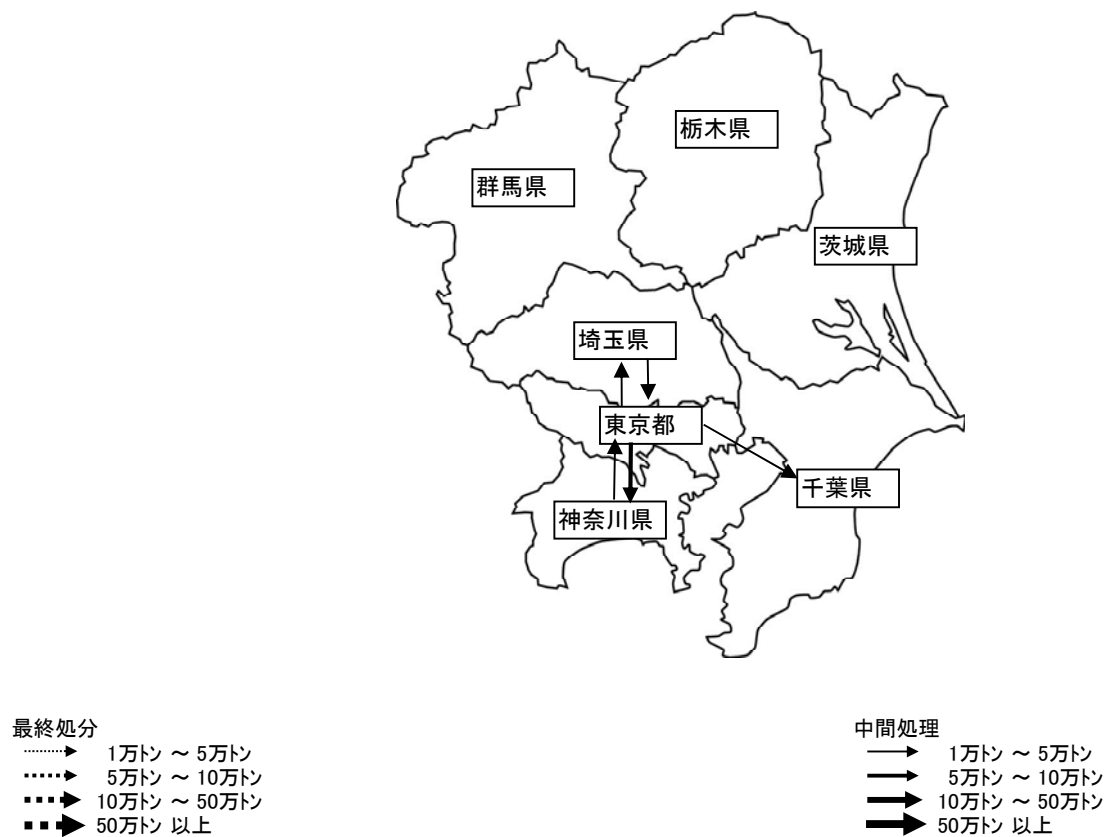 栃木県
群馬県
茨城県
埼玉県
東京都
千葉県
神奈川県
最終処分
1万トン ～ 5万トン
5万トン ～ 10万トン
10万トン ～ 50万トン
50万トン 以上
中間処理
1万トン ～ 5万トン
5万トン ～ 10万トン
10万トン ～ 50万トン
50万トン 以上